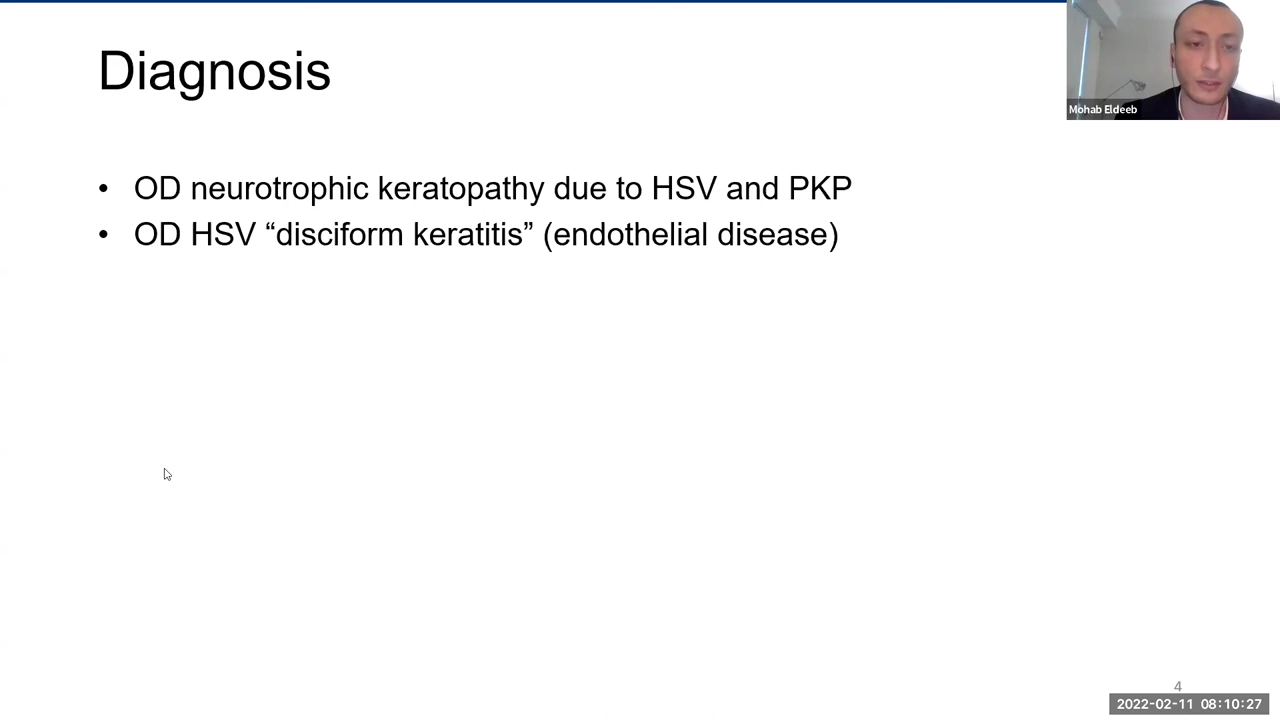 Diagnosis
Mohab Eldeeb
• OD neurotrophic keratopathy due to HSV and PKP
• OD HSV “disciform keratitis” (endothelial disease)
4
2022-02-11 08:10:27